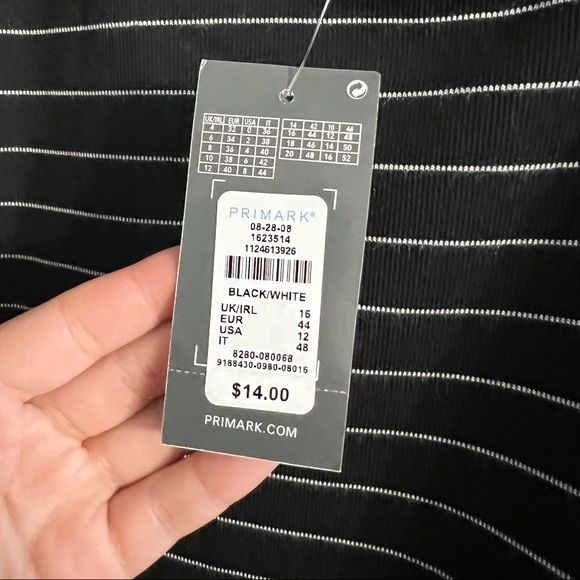 UK/IRL EUR USA IT
4 32 0 36
6 34 2 38
8 36 4 40
10 38 6 42
12 40 8 44
14 42 10 46
16 44 12 48
18 46 14 50
20 48 16 52
PRIMARK®
08-28-08
1623514
1124613926
BLACK/WHITE
UK/IRL 16
EUR 44
USA 12
IT 48
8280-080068
9188430-0980-08016
$14.00
PRIMARK.COM